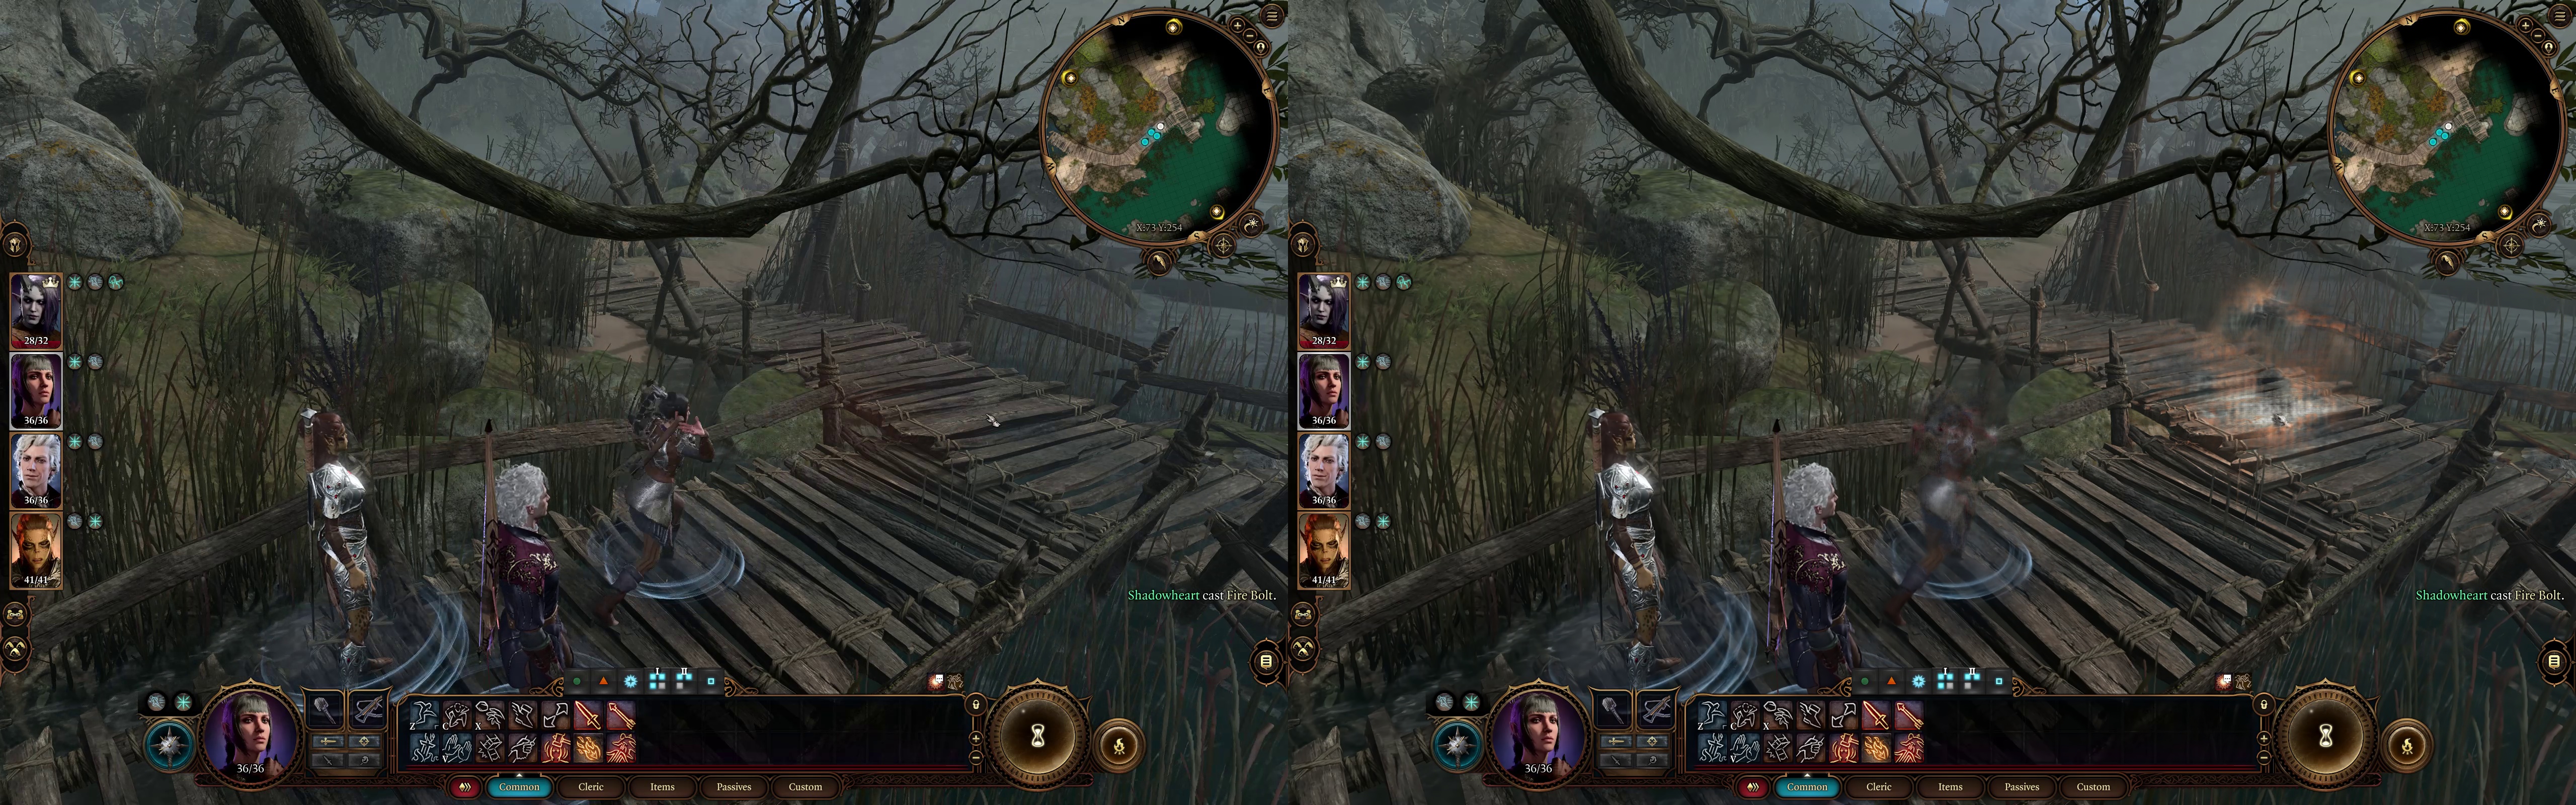 N
X:73 Y:254
S
28/32
36/36
36/36
41/41
Shadowheart cast Fire Bolt.
I
II
Z
C
X
V
36/36
Common
Cleric
Items
Passives
Custom
N
X:73 Y:254
S
28/32
36/36
36/36
41/41
Shadowheart cast Fire Bolt.
I
II
Z
C
X
V
36/36
Common
Cleric
Items
Passives
Custom